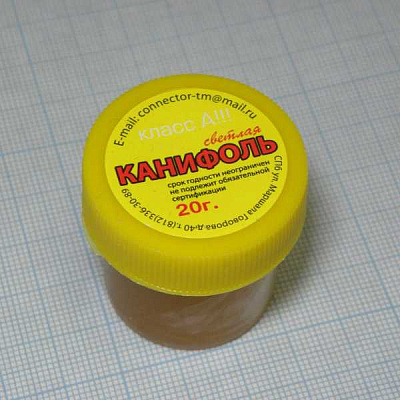 E-mail: connector-tm@mail.ru
класс А!!!
светлая
КАНИФОЛЬ
срок годности неограничен
не подлежит обязательной
сертификации
20г.
СПб ул. Маршала Говорова д-40 т.(812)336-30-89